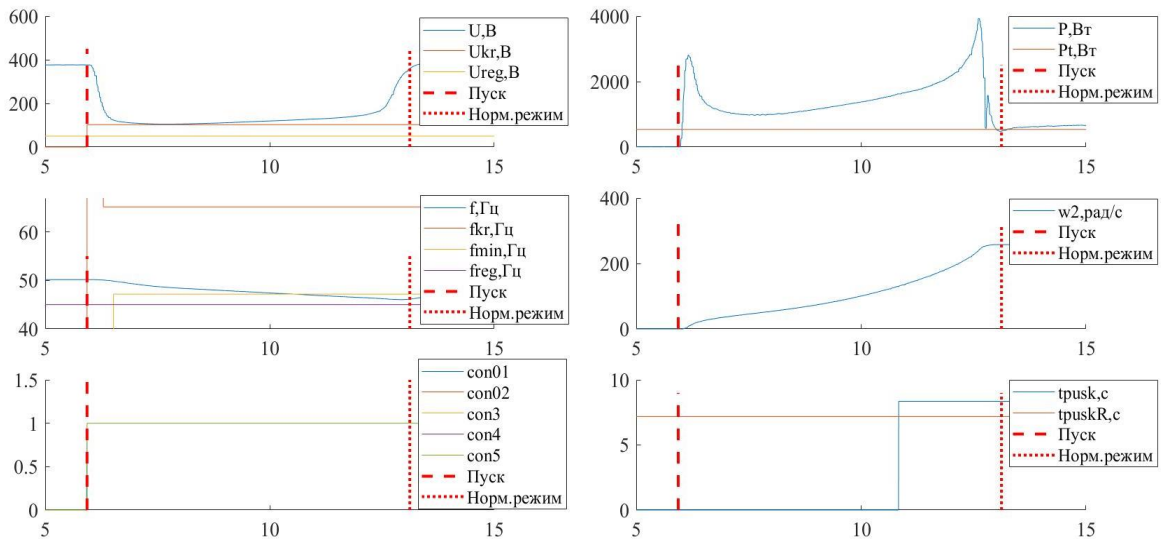 600
400
200
0
5
10
15
U,В
Ukr,В
Ureg,В
Пуск
Норм.режим
4000
2000
0
5
10
15
P,Вт
Pt,Вт
Пуск
Норм.режим
60
50
40
5
10
15
f,Гц
fkr,Гц
fmin,Гц
freg,Гц
Пуск
Норм.режим
400
200
0
5
10
15
w2,рад/с
Пуск
Норм.режим
1.5
1
0.5
0
5
10
15
con01
con02
con3
con4
con5
Пуск
Норм.режим
10
5
0
5
10
15
tpusk,с
tpuskR,с
Пуск
Норм.режим